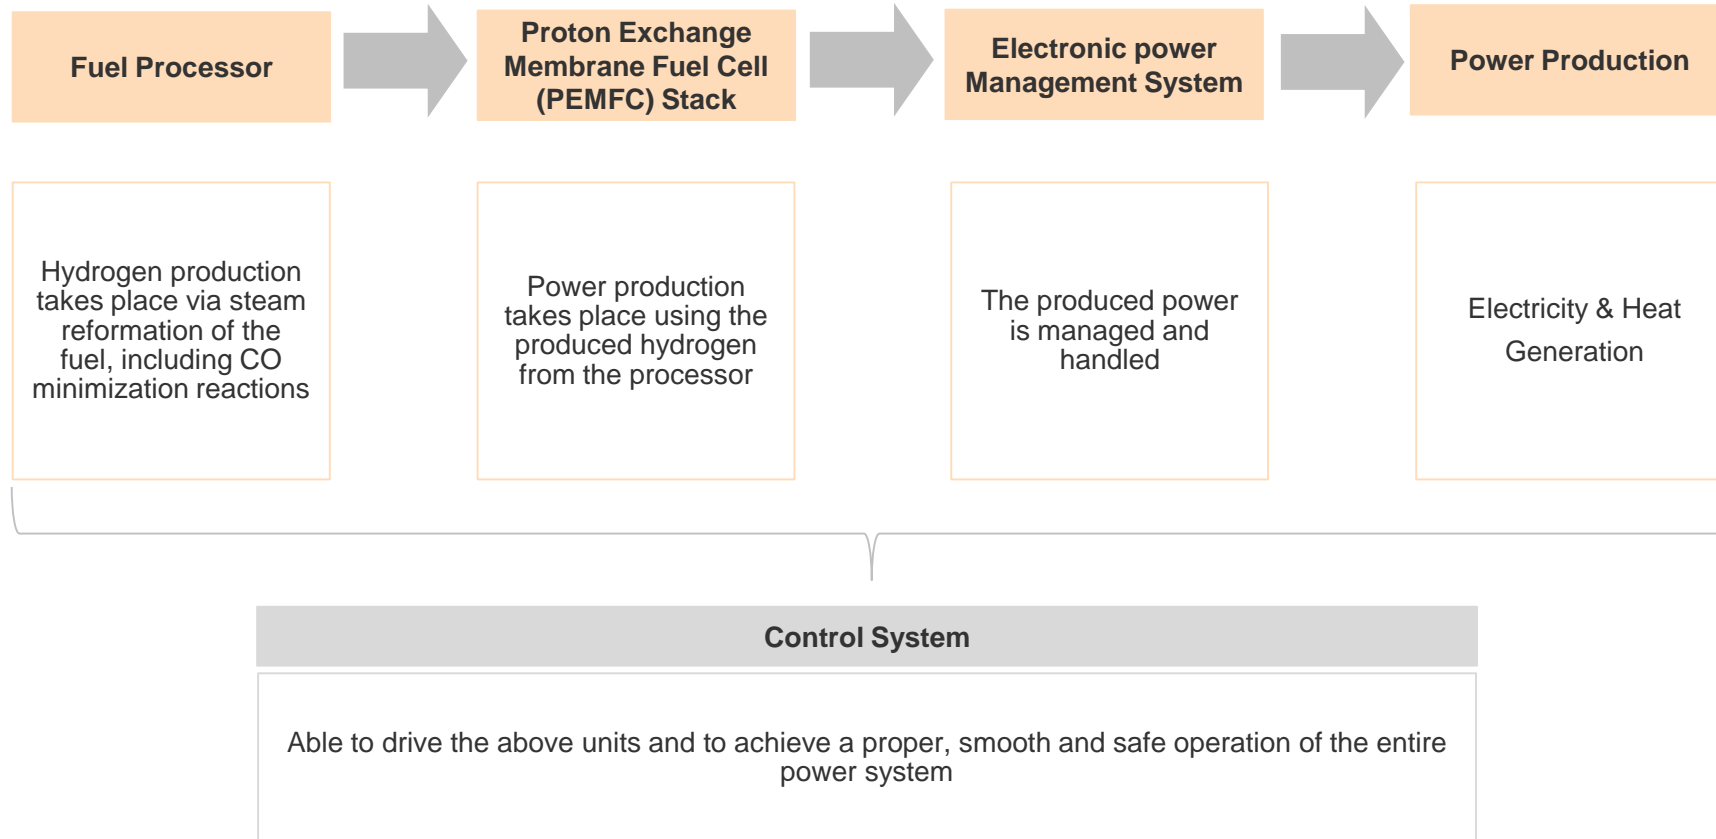 Fuel Processor
Proton Exchange
Membrane Fuel Cell
(PEMFC) Stack
Electronic power
Management System
Power Production
Hydrogen production
takes place via steam
reformation of the
fuel, including CO
minimization reactions
Power production
takes place using the
produced hydrogen
from the processor
The produced power
is managed and
handled
Electricity & Heat
Generation
Control System
Able to drive the above units and to achieve a proper, smooth and safe operation of the entire
power system